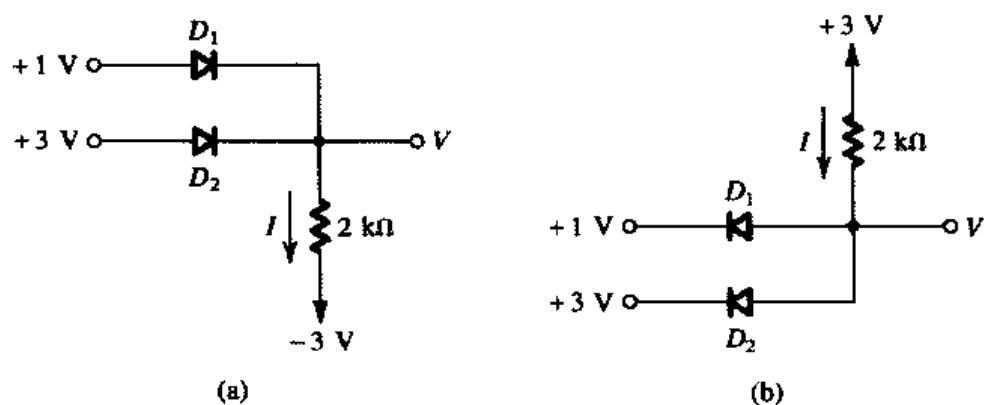 D₁
+1 V
+3 V
V
D₂
I
2 kΩ
−3 V
(a)
+3 V
I
2 kΩ
D₁
+1 V
V
+3 V
D₂
(b)